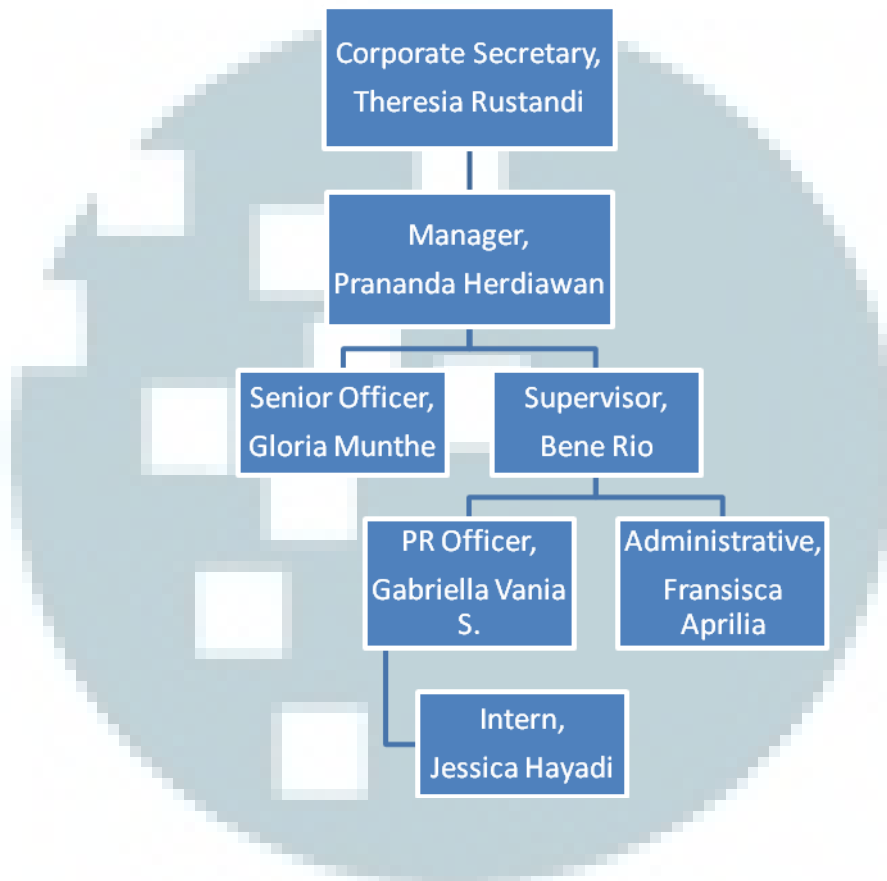 Corporate Secretary,
Theresia Rustandi
Manager,
Prananda Herdiawan
Senior Officer,
Gloria Munthe
Supervisor,
Bene Rio
PR Officer,
Gabriella Vania
S.
Administrative,
Fransisca
Aprilia
Intern,
Jessica Hayadi